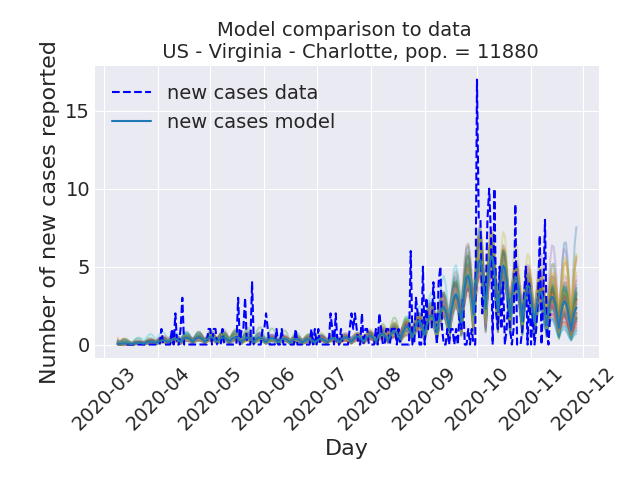 Model comparison to data
US - Virginia - Charlotte, pop. = 11880
new cases data
new cases model
Number of new cases reported
15
10
5
0
2020-03
2020-04
2020-05
2020-06
2020-07
2020-08
2020-09
2020-10
2020-11
2020-12
Day